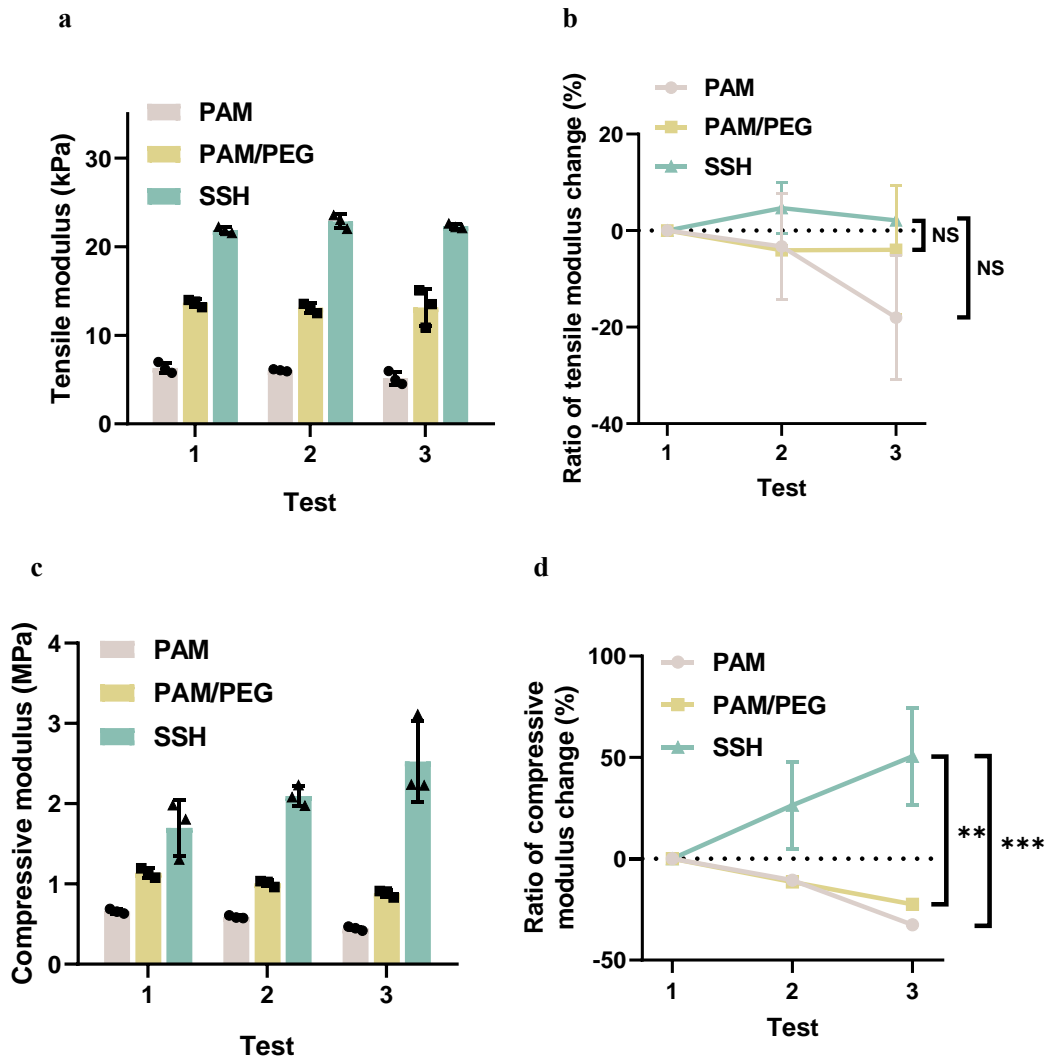 a
PAM
PAM/PEG
SSH
Tensile modulus (kPa)
30
20
10
0
1 2 3
Test
b
PAM
PAM/PEG
SSH
Ratio of tensile modulus change (%)
20
0
-20
-40
NS
NS
1 2 3
Test
c
PAM
PAM/PEG
SSH
Compressive modulus (MPa)
4
3
2
1
0
1 2 3
Test
d
PAM
PAM/PEG
SSH
Ratio of compressive
modulus change (%)
100
50
0
-50
**
***
1 2 3
Test